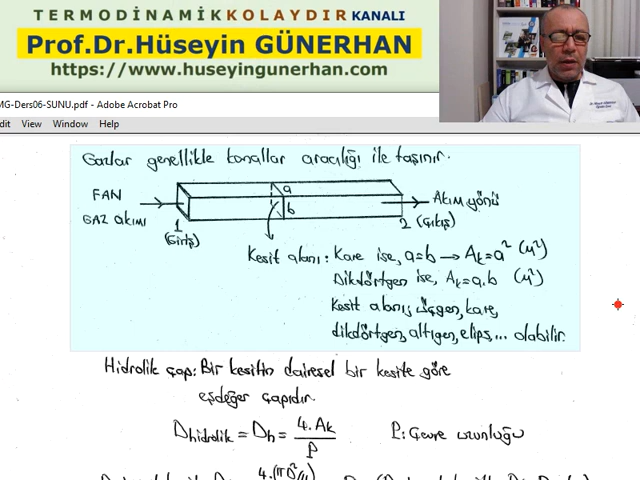 TERMODİNAMİKKOLAYDIR KANALI
Prof.Dr.Hüseyin GÜNERHAN
https://www.huseyingunerhan.com
MG-Ders06-SUNU.pdf - Adobe Acrobat Pro
dit View Window Help
Gazlar genellikle kanallar aracılığı ile taşınır.
FAN
GAZ AKIMI
a
b
Akım yönü
1 (Giriş)
2 (Çıkış)
Kesit alanı: Kare ise, a=b → Ak=a² (m²)
Dikdörtgen ise, Ak=a.b (m²)
Kesit alanı; üçgen, kare,
dikdörtgen, altıgen, elips,... olabilir.
Hidrolik çap: Bir kesitin dairesel bir kesite göre
eşdeğer çapıdır.
Dhidrolik = Dh = 4.Ak / P P: Çevre uzunluğu